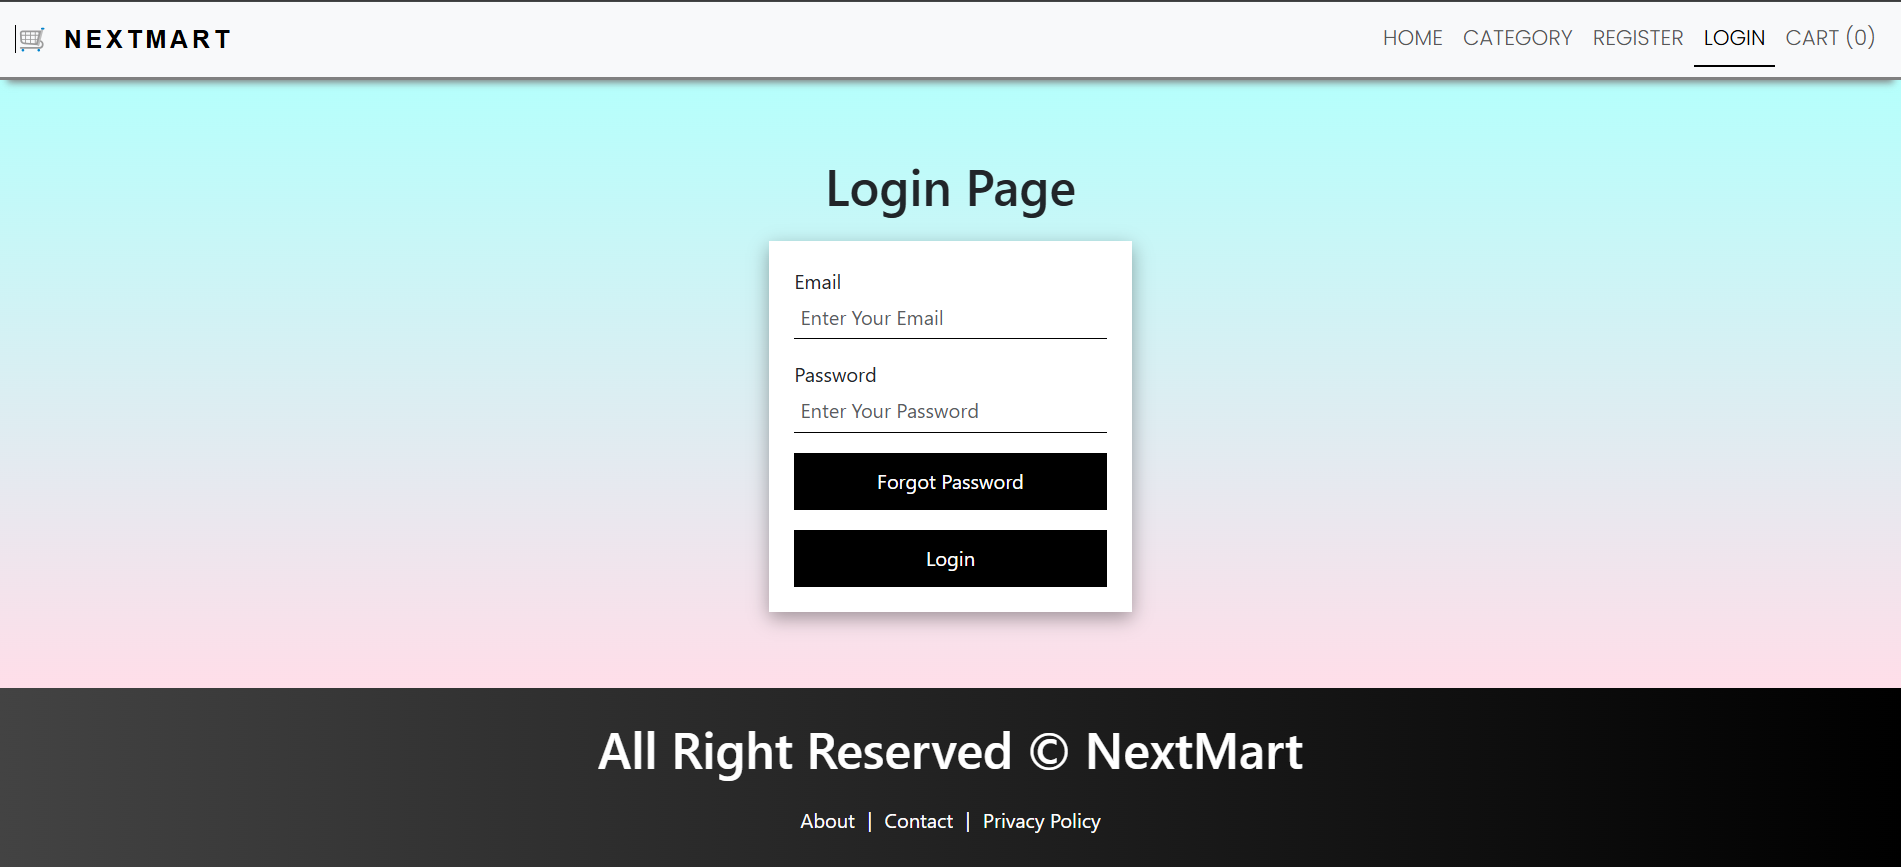 🛒 NEXTMART HOME CATEGORY REGISTER LOGIN CART (0)
Login Page
Email
Enter Your Email
Password
Enter Your Password
Forgot Password
Login
All Right Reserved © NextMart
About | Contact | Privacy Policy